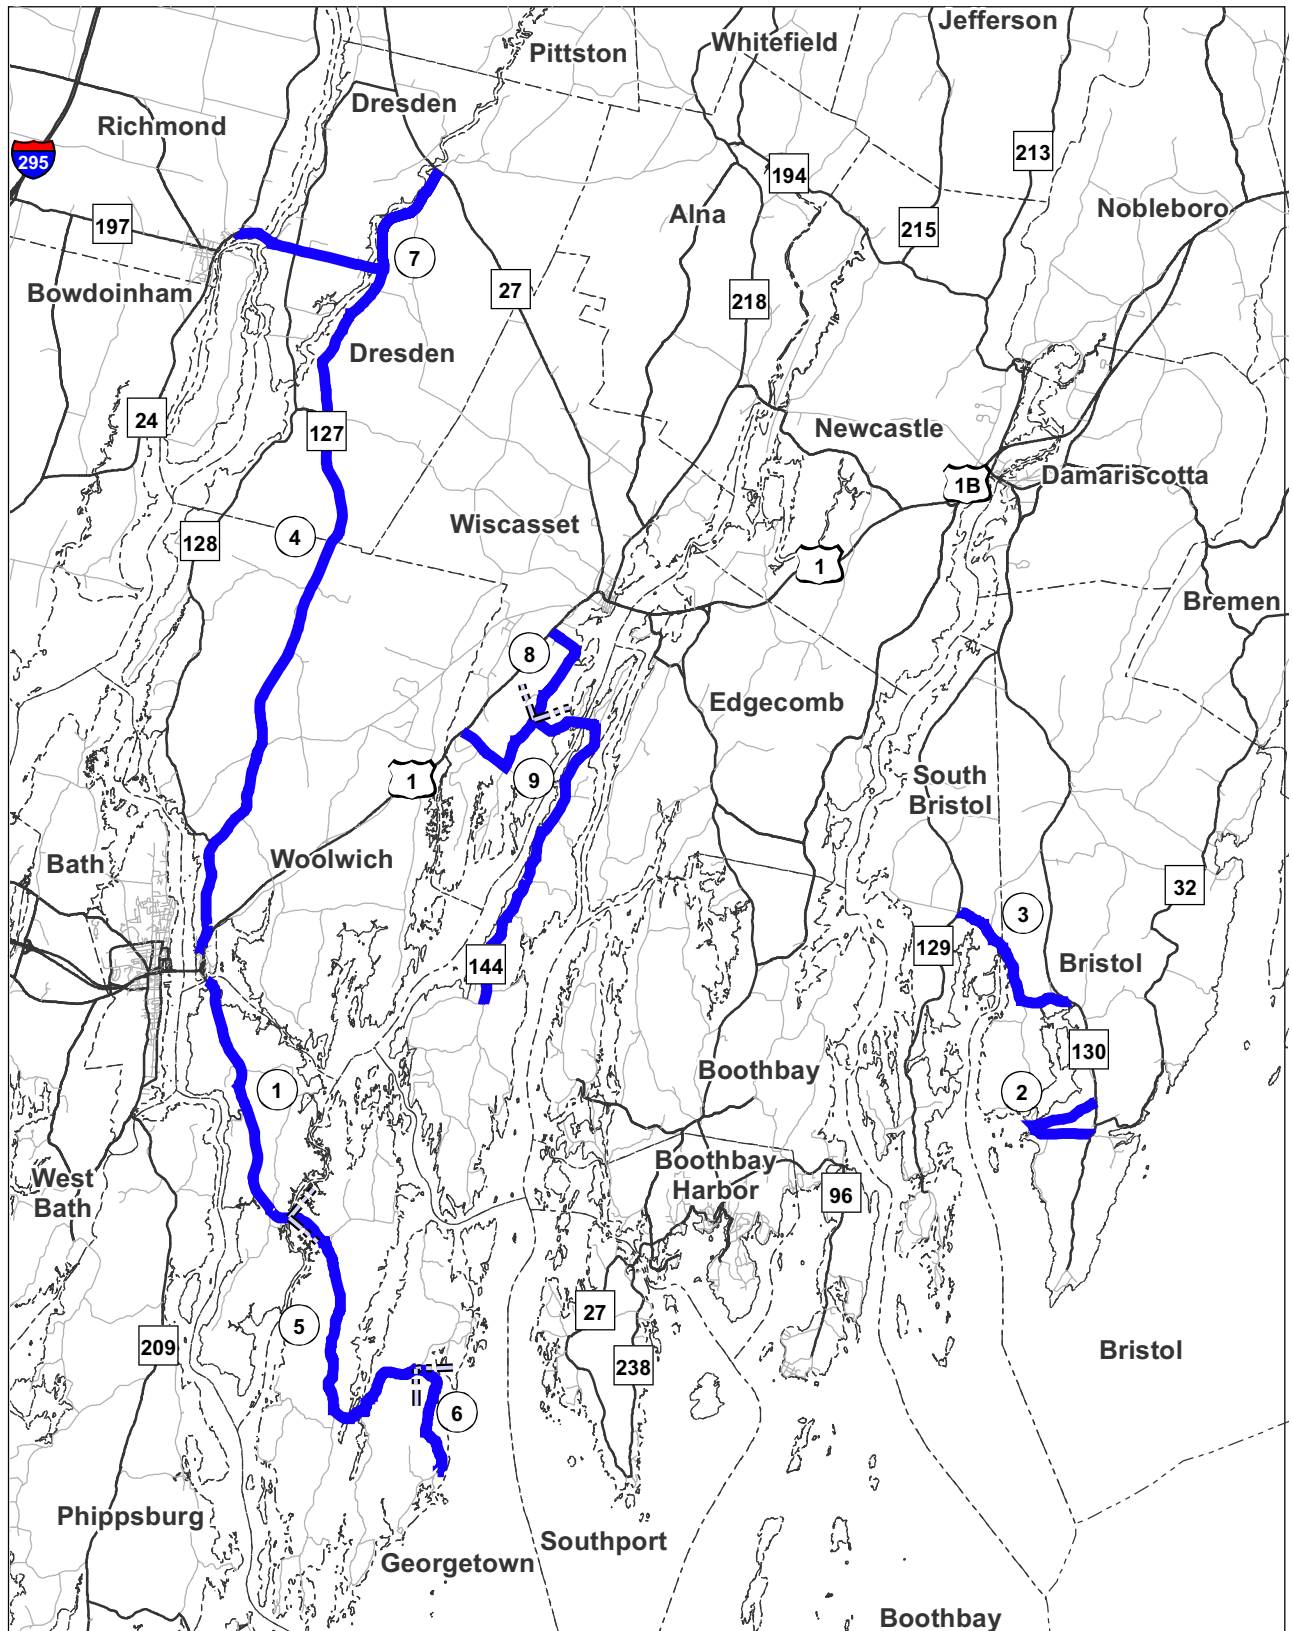 Jefferson
Whitefield
Pittston
Dresden
Richmond
295
213
194
Nobleboro
Alna
215
197
7
27
Bowdoinham
218
Dresden
24
127
Newcastle
Damariscotta
1B
Wiscasset
4
128
1
Bremen
8
Edgecomb
1
9
South
Bristol
Bath
Woolwich
32
3
129
144
Bristol
130
Boothbay
1
2
Boothbay
Harbor
West
Bath
96
27
5
209
238
Bristol
6
Phippsburg
Southport
Georgetown
Boothbay